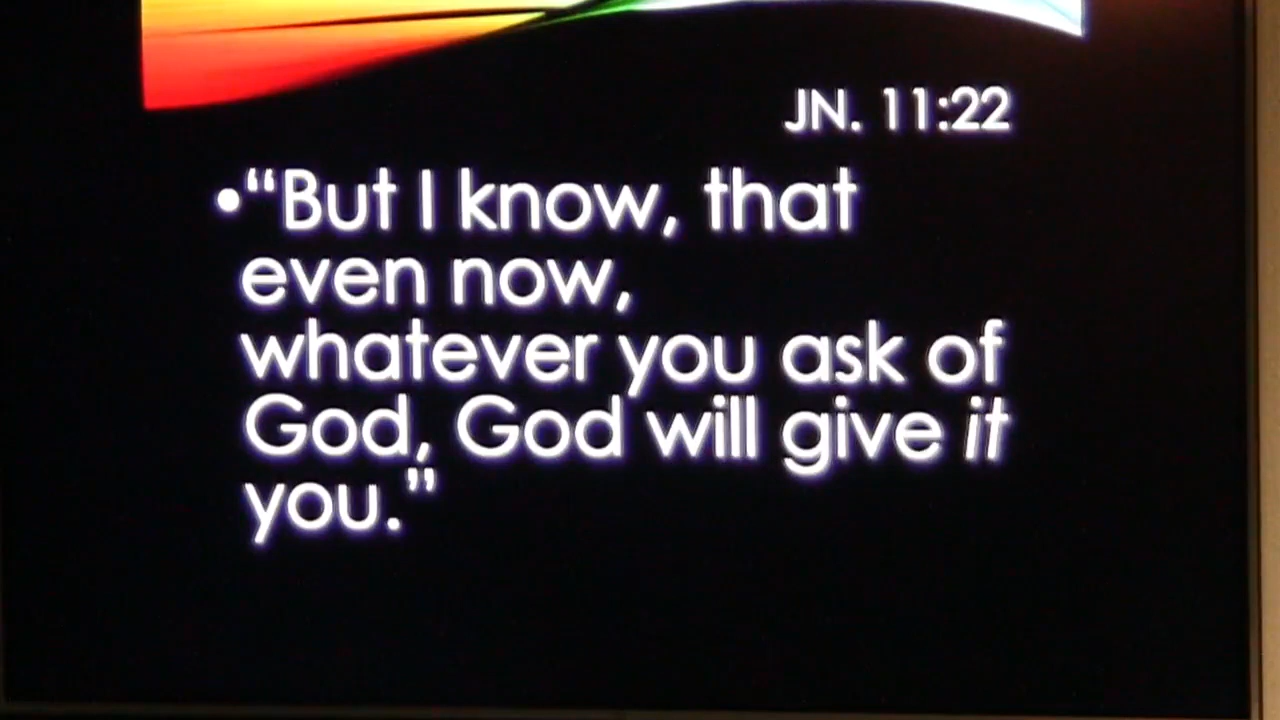 JN. 11:22
•“But I know, that
even now,
whatever you ask of
God, God will give it
you.”